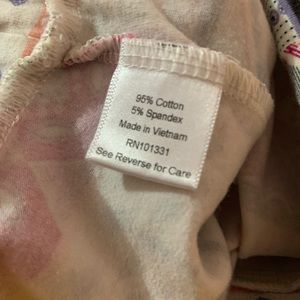 95% Cotton
5% Spandex
Made in Vietnam
RN101331
See Reverse for Care